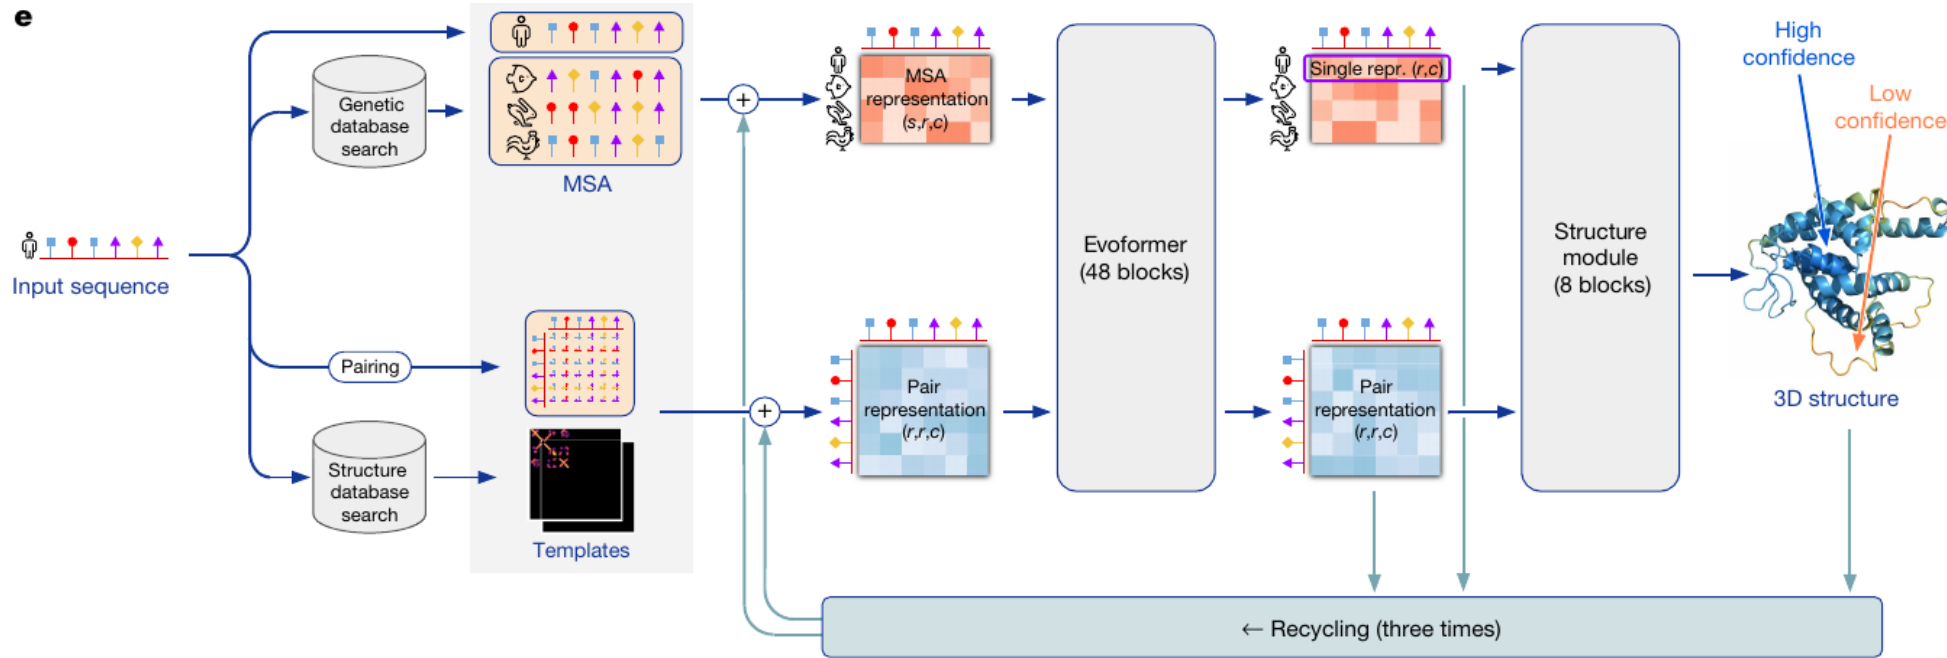 e
Input sequence
Genetic
database
search
MSA
Pairing
Structure
database
search
Templates
+
+
MSA
representation
(s,r,c)
Pair
representation
(r,r,c)
Evoformer
(48 blocks)
Single repr. (r,c)
Pair
representation
(r,r,c)
Structure
module
(8 blocks)
High
confidence
Low
confidence
3D structure
← Recycling (three times)